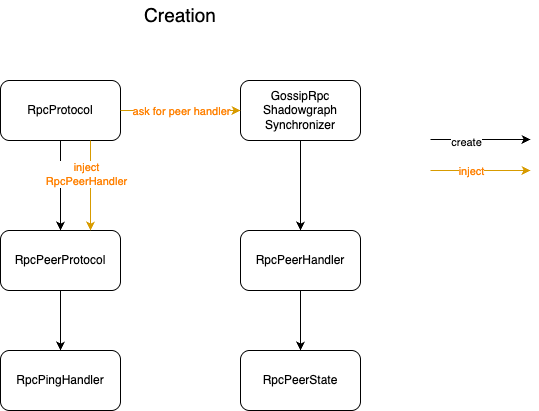 Creation
RpcProtocol
ask for peer handler
GossipRpc
Shadowgraph
Synchronizer
create
inject
inject
RpcPeerHandler
RpcPeerProtocol
RpcPeerHandler
RpcPingHandler
RpcPeerState